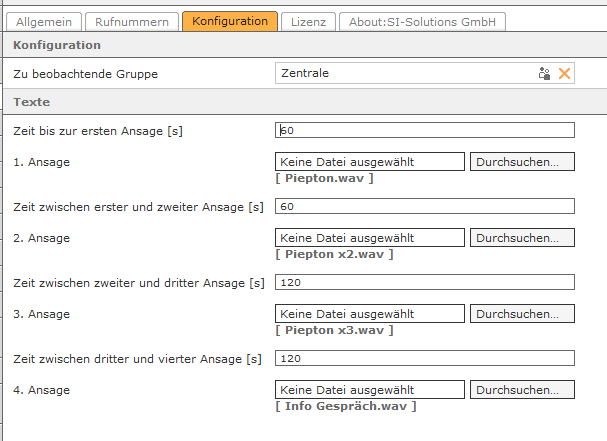 Allgemein Rufnummern Konfiguration Lizenz About:SI-Solutions GmbH
Konfiguration
Zu beobachtende Gruppe Zentrale
Texte
Zeit bis zur ersten Ansage [s] 60
1. Ansage Keine Datei ausgewählt Durchsuchen...
[ Piepton.wav ]
Zeit zwischen erster und zweiter Ansage [s] 60
2. Ansage Keine Datei ausgewählt Durchsuchen...
[ Piepton x2.wav ]
Zeit zwischen zweiter und dritter Ansage [s] 120
3. Ansage Keine Datei ausgewählt Durchsuchen...
[ Piepton x3.wav ]
Zeit zwischen dritter und vierter Ansage [s] 120
4. Ansage Keine Datei ausgewählt Durchsuchen...
[ Info Gespräch.wav ]